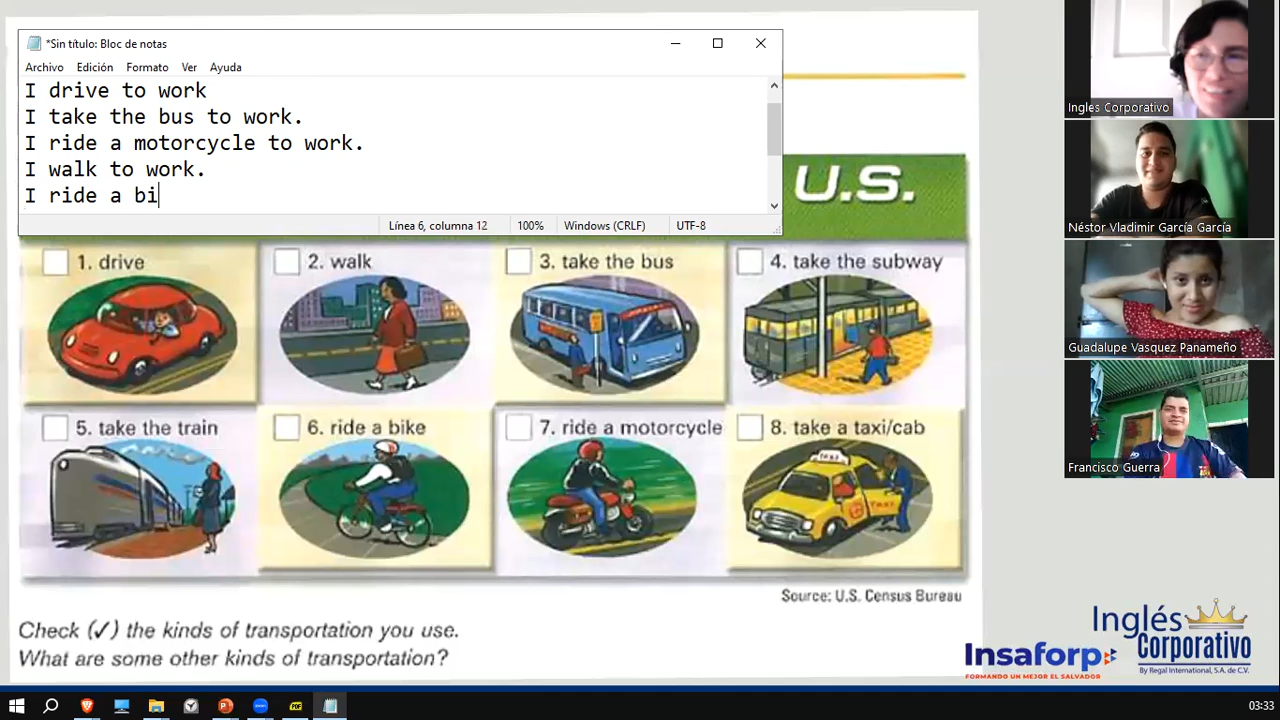 *Sin título: Bloc de notas
Archivo Edición Formato Ver Ayuda
I drive to work
I take the bus to work.
I ride a motorcycle to work.
I walk to work.
I ride a bi
Línea 6, columna 12 100% Windows (CRLF) UTF-8
U.S.
1. drive
2. walk
3. take the bus
4. take the subway
5. take the train
6. ride a bike
7. ride a motorcycle
8. take a taxi/cab
TAXI
TAXI
Source: U.S. Census Bureau
Check (✓) the kinds of transportation you use.
What are some other kinds of transportation?
Ingles Corporativo
Néstor Vladimir García García
Guadalupe Vasquez Panameño
Francisco Guerra
Insaforp
FORMANDO UN MEJOR EL SALVADOR
Inglés
Corporativo
By Regal International, S.A. de C.V.
03:33